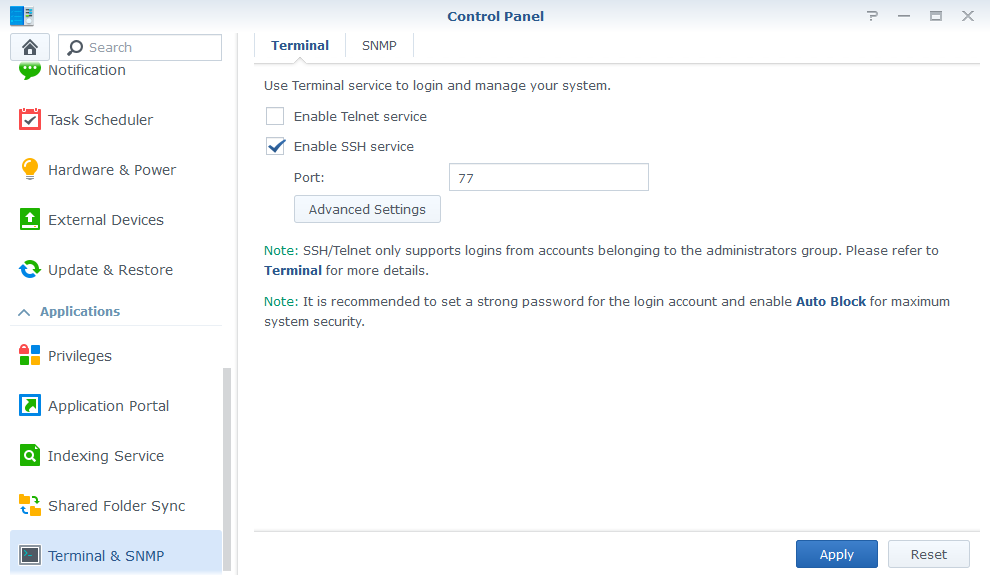 Control Panel
Search
Notification
Task Scheduler
Hardware & Power
External Devices
Update & Restore
Applications
Privileges
Application Portal
Indexing Service
Shared Folder Sync
Terminal & SNMP
Terminal
SNMP
Use Terminal service to login and manage your system.
Enable Telnet service
Enable SSH service
Port:
77
Advanced Settings
Note: SSH/Telnet only supports logins from accounts belonging to the administrators group. Please refer to
Terminal for more details.
Note: It is recommended to set a strong password for the login account and enable Auto Block for maximum
system security.
Apply
Reset